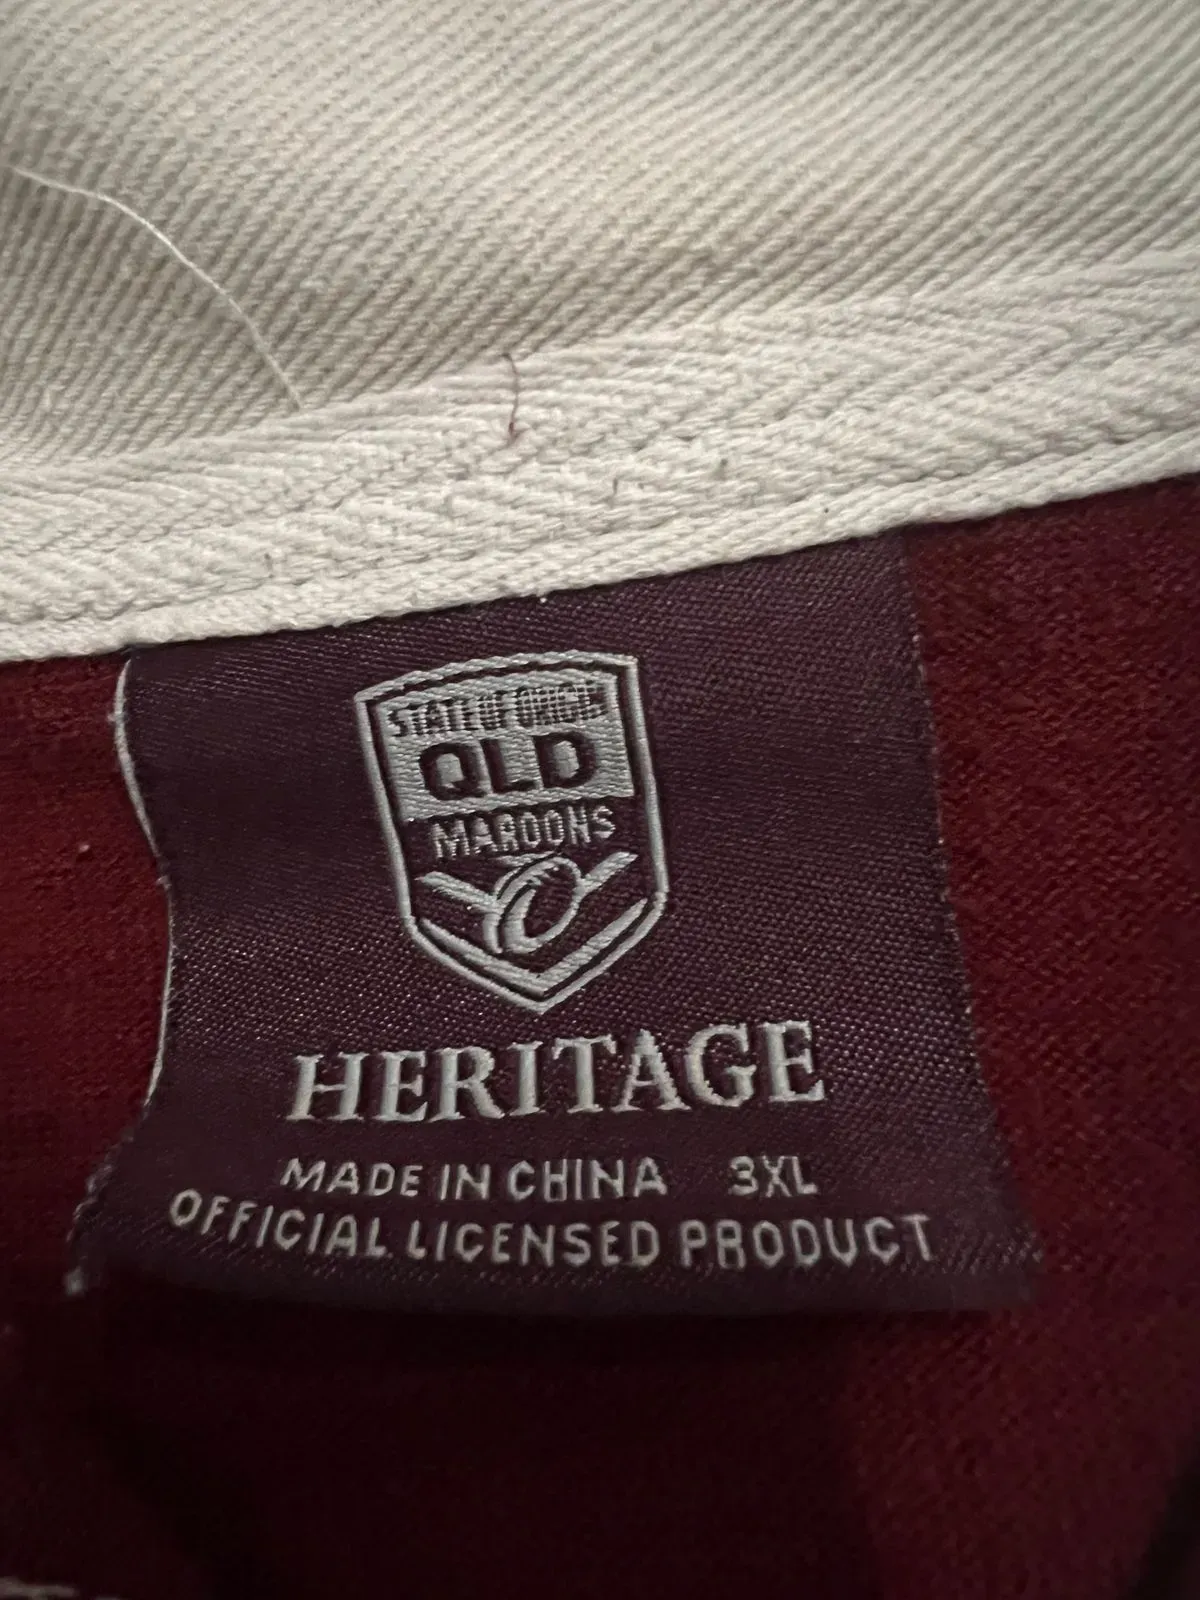 STATE OF ORIGIN
QLD
MAROONS
HERITAGE
MADE IN CHINA 3XL
OFFICIAL LICENSED PRODUCT